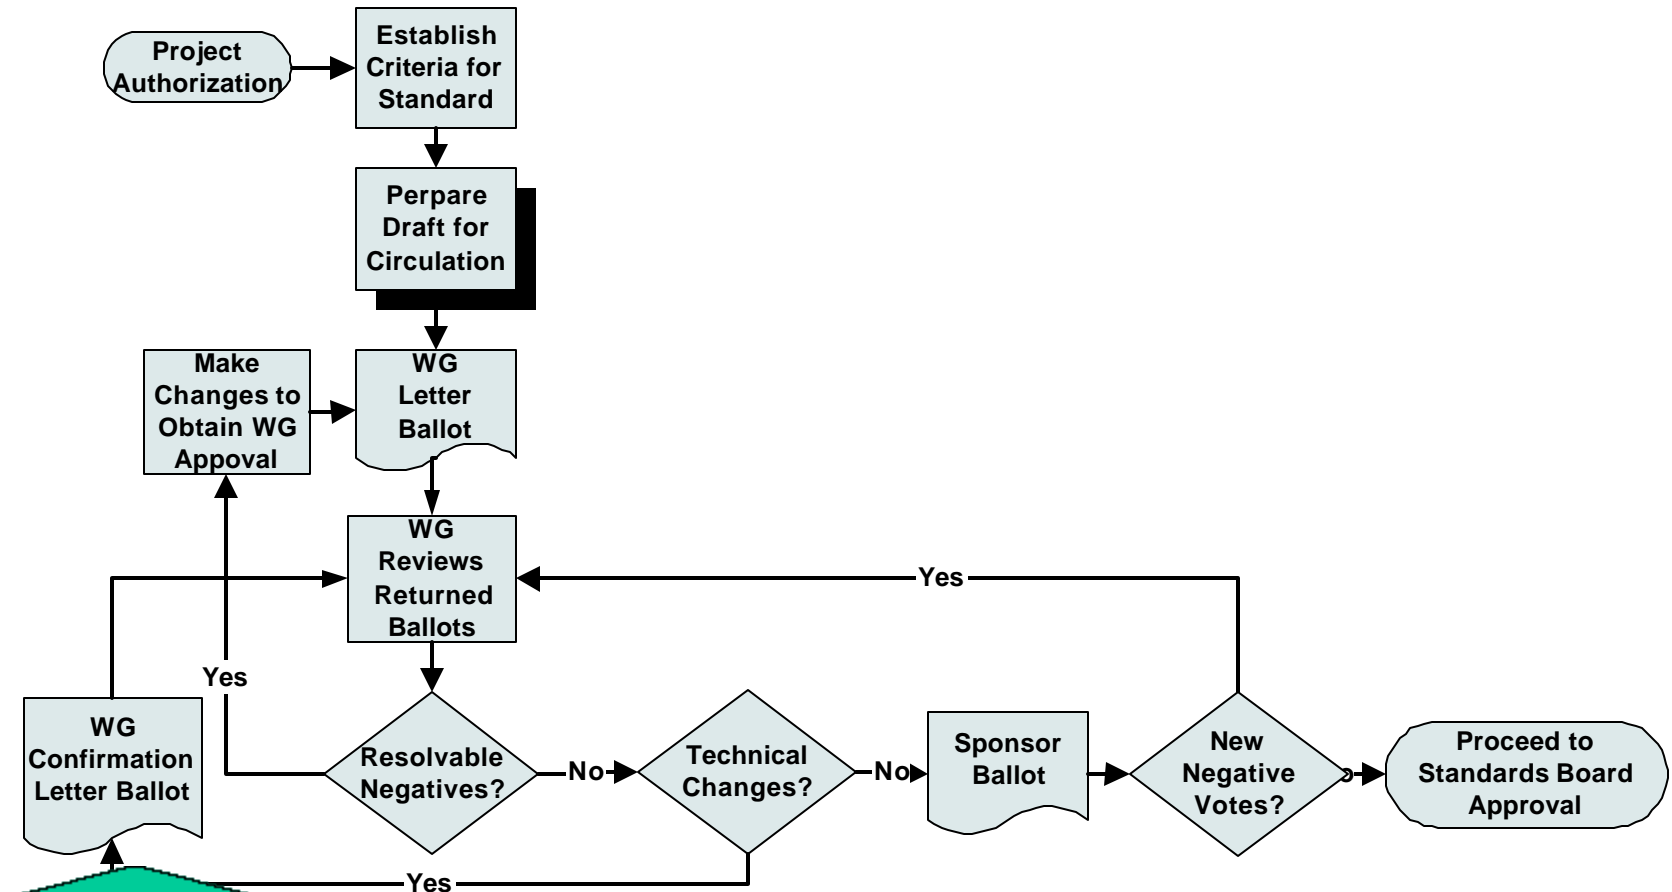 Project
Authorization
Establish
Criteria for
Standard
Perpare
Draft for
Circulation
Make
Changes to
Obtain WG
Appoval
WG
Letter
Ballot
WG
Reviews
Returned
Ballots
Yes
Yes
WG
Confirmation
Letter Ballot
Resolvable
Negatives?
No
Technical
Changes?
No
Sponsor
Ballot
New
Negative
Votes?
Proceed to
Standards Board
Approval
Yes